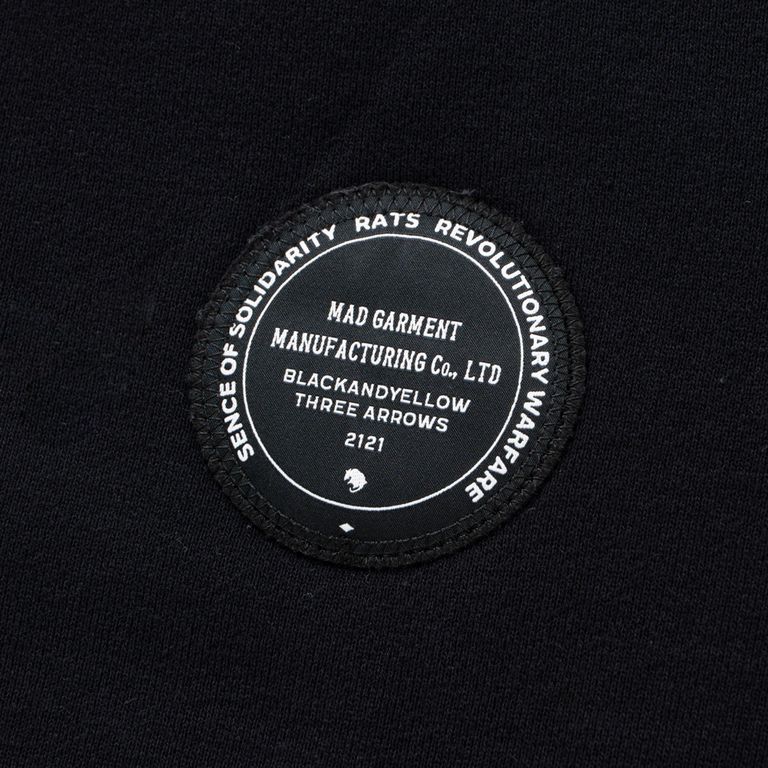 SENCE OF SOLIDARITY RATS REVOLUTIONARY WARFARE
MAD GARMENT
MANUFACTURING Co., LTD
BLACKANDYELLOW
THREE ARROWS
2121